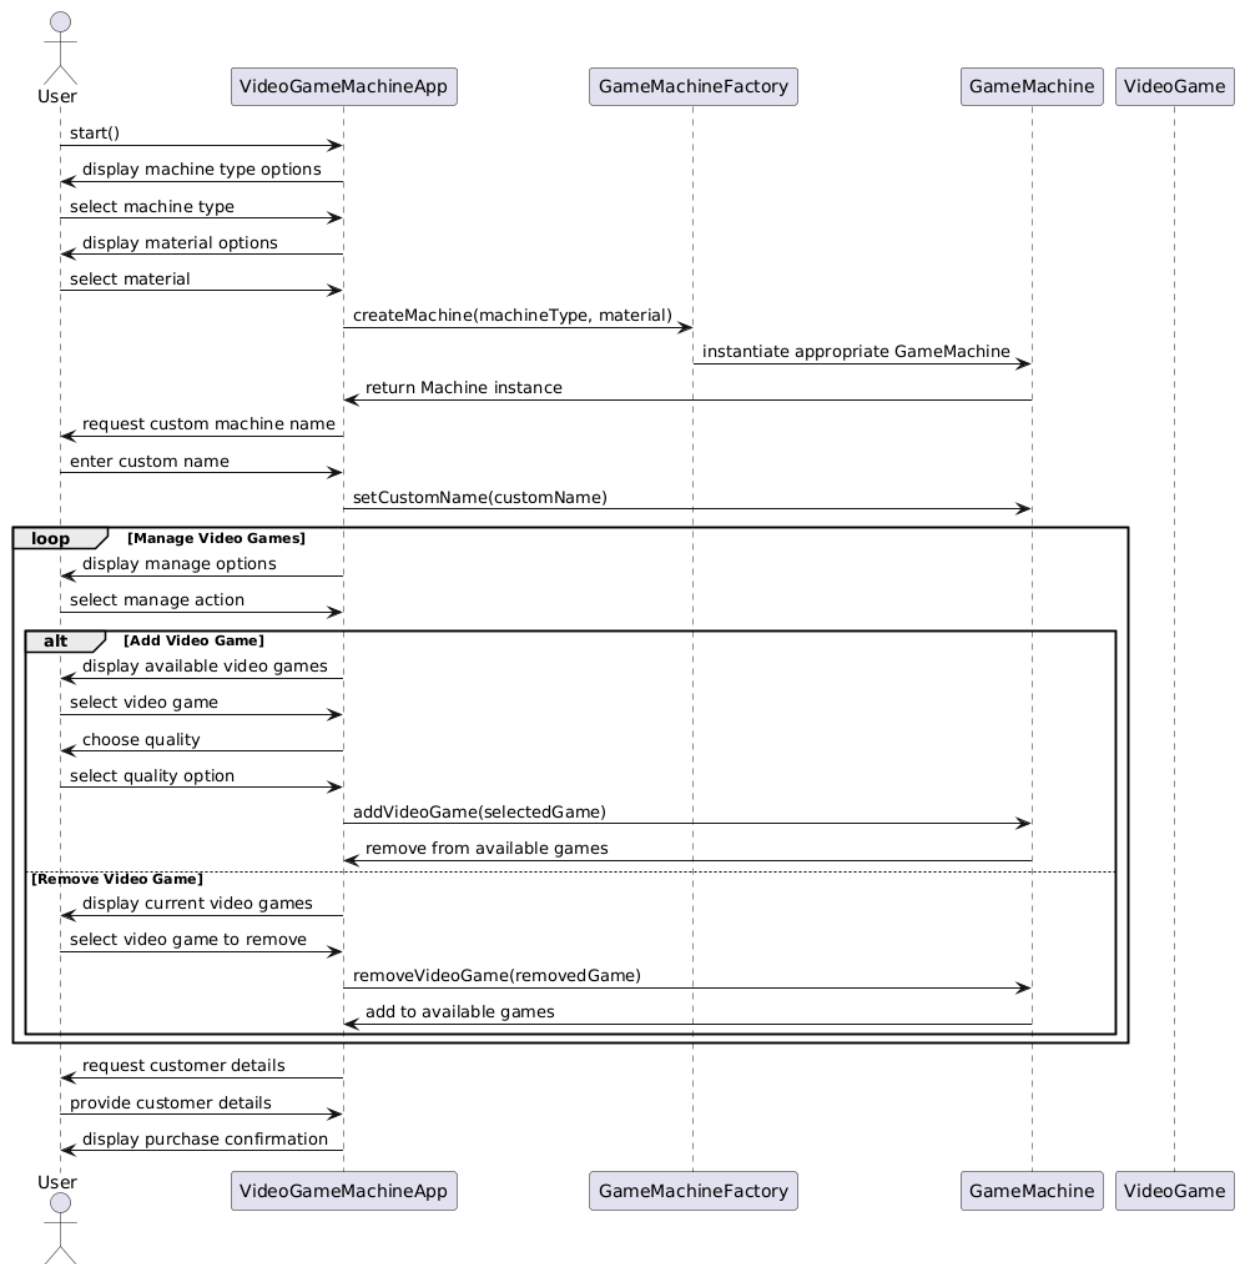 User
VideoGameMachineApp
GameMachineFactory
GameMachine
VideoGame
start()
display machine type options
select machine type
display material options
select material
createMachine(machineType, material)
instantiate appropriate GameMachine
return Machine instance
request custom machine name
enter custom name
setCustomName(customName)
loop [Manage Video Games]
display manage options
select manage action
alt [Add Video Game]
display available video games
select video game
choose quality
select quality option
addVideoGame(selectedGame)
remove from available games
[Remove Video Game]
display current video games
select video game to remove
removeVideoGame(removedGame)
add to available games
request customer details
provide customer details
display purchase confirmation
User
VideoGameMachineApp
GameMachineFactory
GameMachine
VideoGame